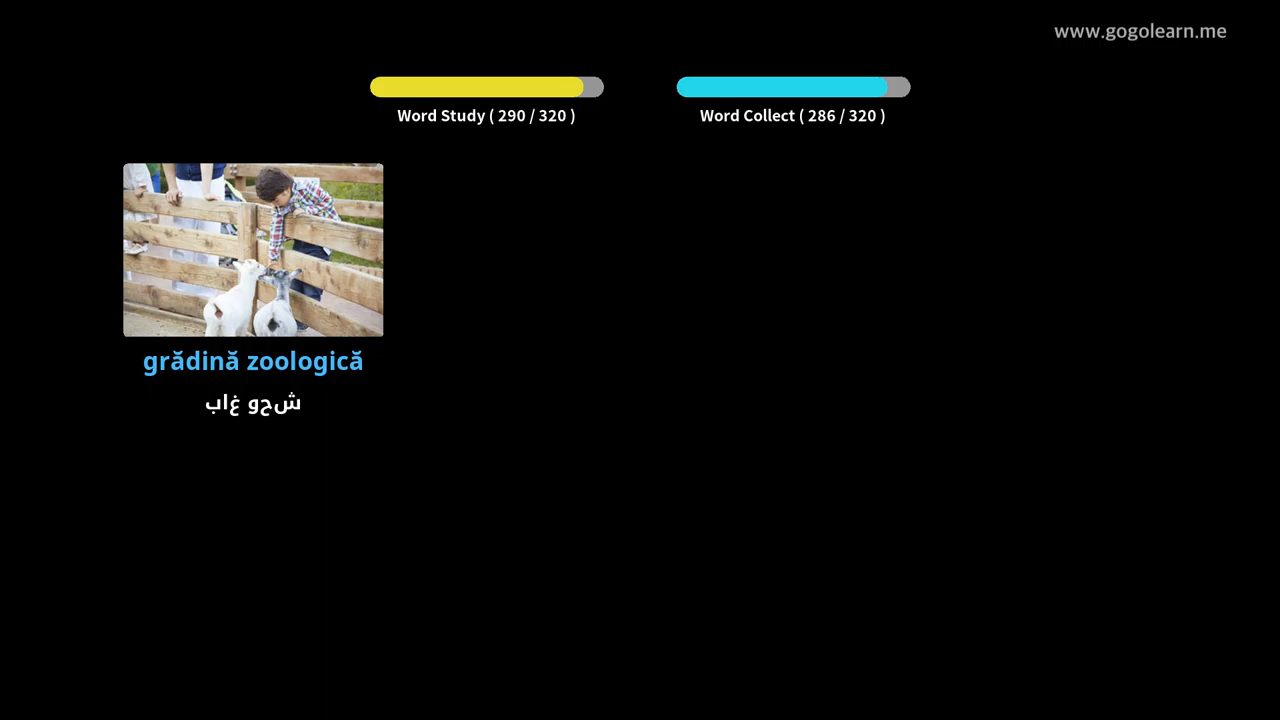 www.gogolearn.me
Word Study ( 290 / 320 )
Word Collect ( 286 / 320 )
grădină zoologică
شحو غاب